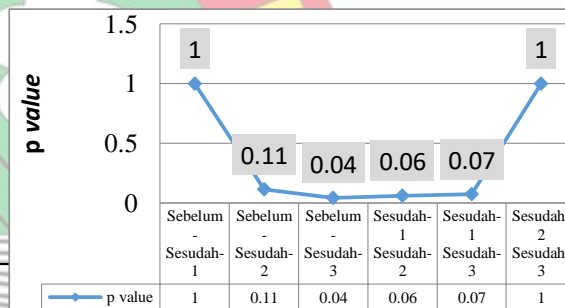 1.5
1
0.5
0
p value
1
0.11
0.04
0.06
0.07
1
Sebelum
-
Sesudah-
1
Sebelum
-
Sesudah-
2
Sebelum
-
Sesudah-
3
Sesudah-
1
Sesudah-
2
Sesudah-
1
Sesudah-
3
Sesudah
2
Sesudah
3
p value 1 0.11 0.04 0.06 0.07 1